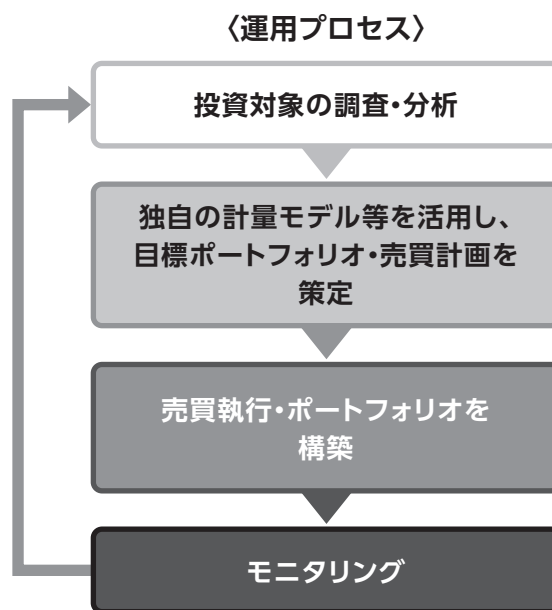 〈運用プロセス〉
投資対象の調査・分析
独自の計量モデル等を活用し、
目標ポートフォリオ・売買計画を
策定
売買執行・ポートフォリオを
構築
モニタリング